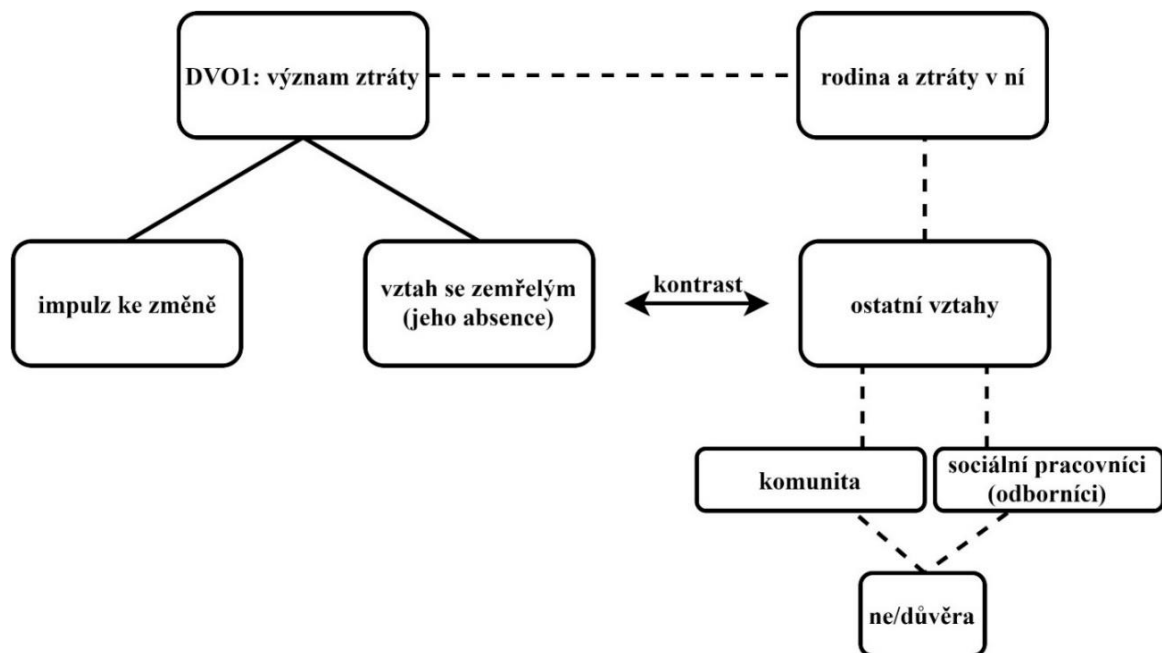 DVO1: význam ztráty
rodina a ztráty v ní
impulz ke změně
vztah se zemřelým
(jeho absence)
kontrast
ostatní vztahy
komunita
sociální pracovníci
(odborníci)
ne/důvěra